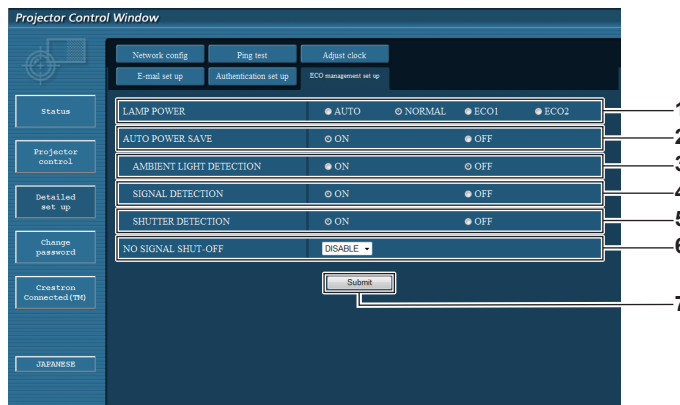 Projector Control Window
Network config Ping test Adjust clock
E-mail set up Authentication set up ECO management set up
Status
Projector
control
Detailed
set up
Change
password
Crestron
Connected(TM)
JAPANESE
LAMP POWER AUTO NORMAL ECO1 ECO2 1
AUTO POWER SAVE ON OFF 2
AMBIENT LIGHT DETECTION ON OFF 3
SIGNAL DETECTION ON OFF 4
SHUTTER DETECTION ON OFF 5
NO SIGNAL SHUT-OFF DISABLE 6
Submit 7